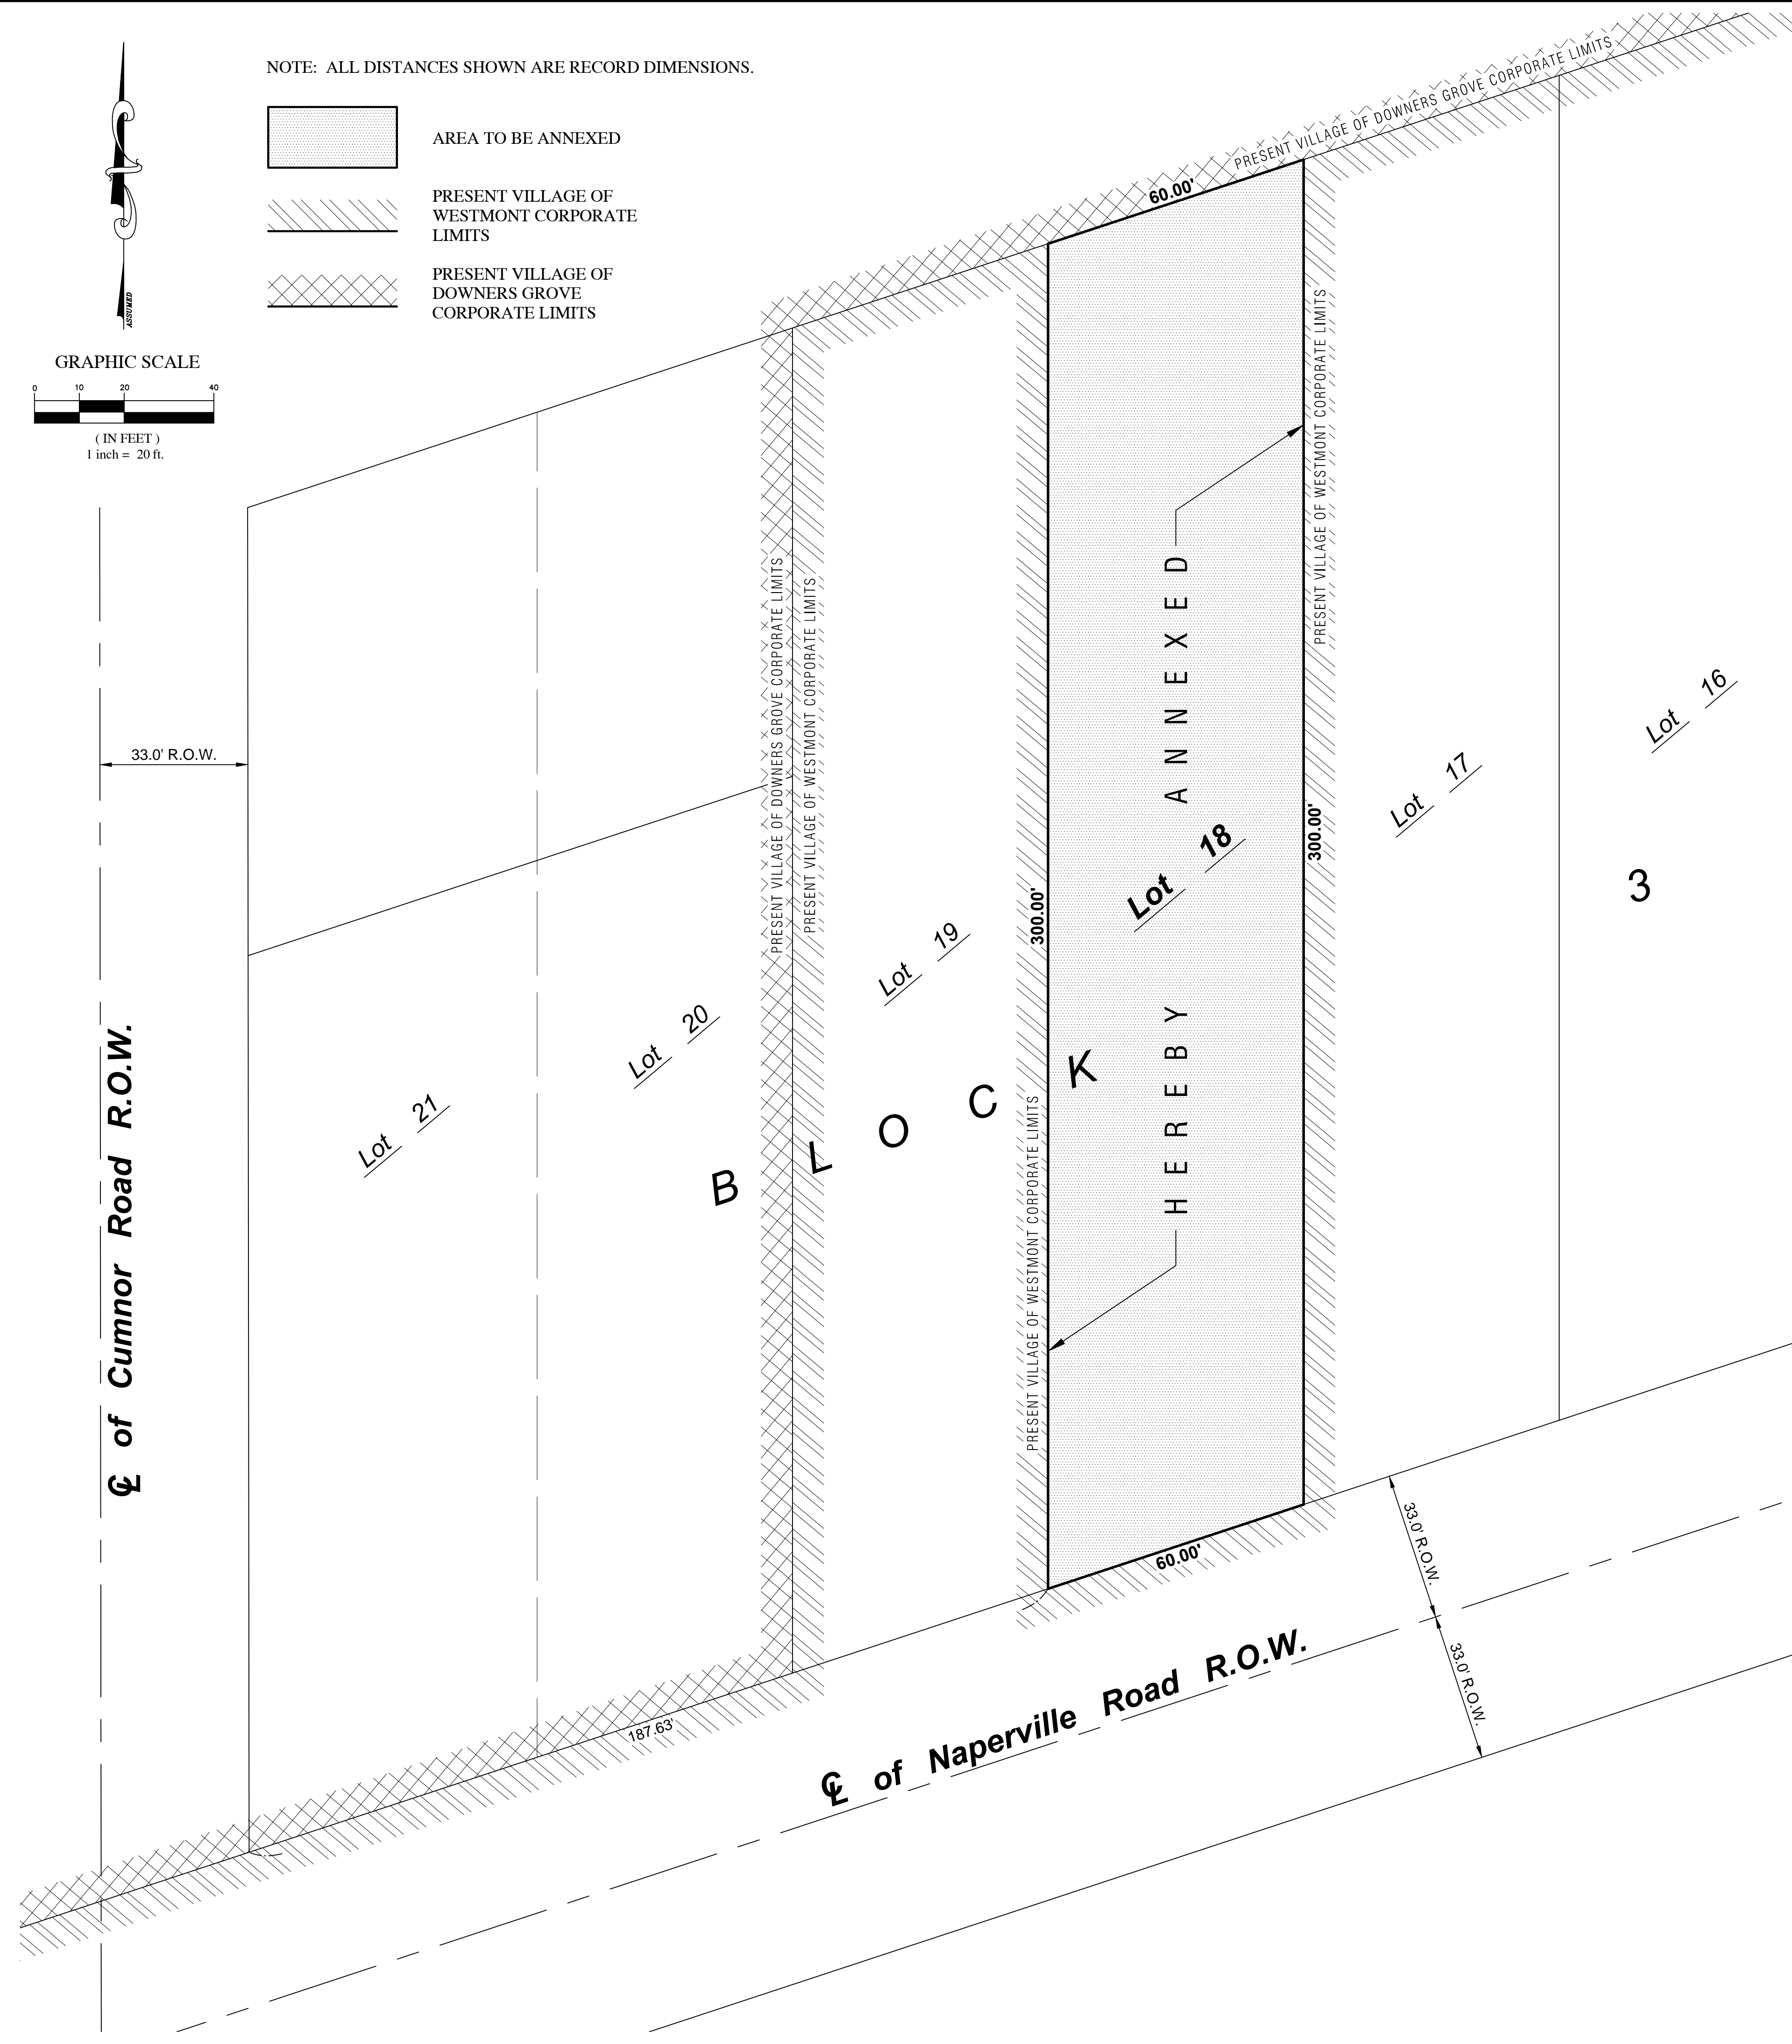 NOTE: ALL DISTANCES SHOWN ARE RECORD DIMENSIONS.
AREA TO BE ANNEXED
PRESENT VILLAGE OF
WESTMONT CORPORATE
LIMITS
PRESENT VILLAGE OF
DOWNERS GROVE
CORPORATE LIMITS
ASSUMED
GRAPHIC SCALE
0 10 20 40
( IN FEET )
1 inch = 20 ft.
PRESENT VILLAGE OF DOWNERS GROVE CORPORATE LIMITS
60.00'
PRESENT VILLAGE OF WESTMONT CORPORATE LIMITS
PRESENT VILLAGE OF DOWNERS GROVE CORPORATE LIMITS
PRESENT VILLAGE OF WESTMONT CORPORATE LIMITS
HEREBY ANNEXED
33.0' R.O.W.
Lot 16
Lot 17
Lot 18
Lot 19
Lot 20
Lot 21
300.00'
300.00'
BLOCK 3
PRESENT VILLAGE OF WESTMONT CORPORATE LIMITS
℄ of Cumnor Road R.O.W.
60.00'
187.63'
℄ of Naperville Road R.O.W.
33.0' R.O.W.
33.0' R.O.W.